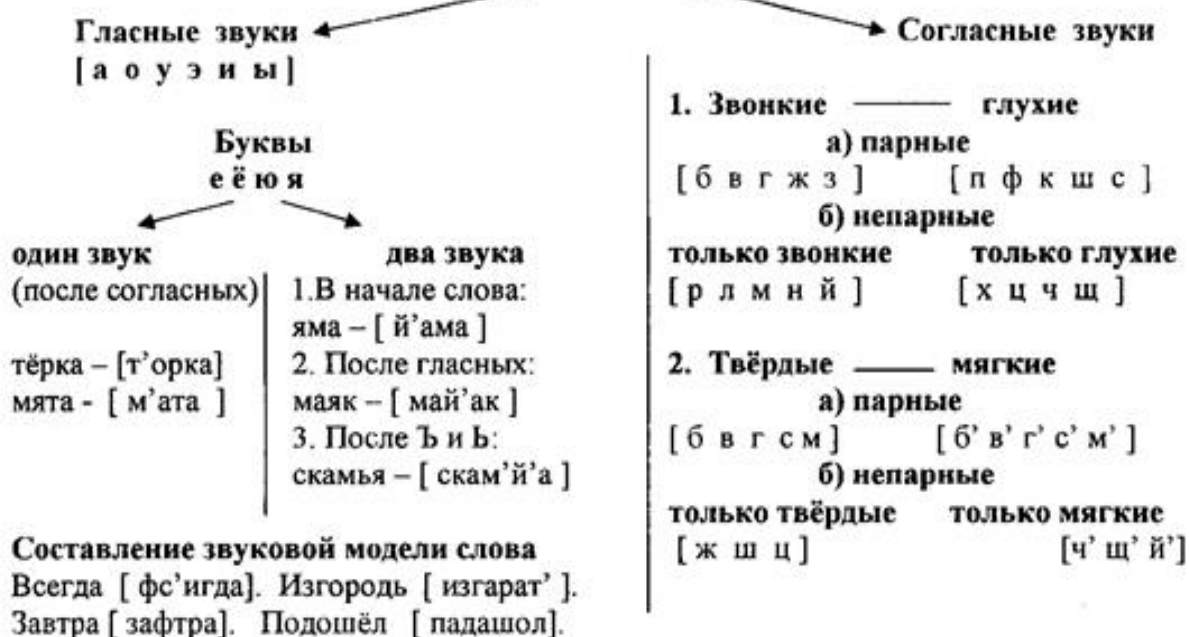 Гласные звуки
[ а о у э и ы ]
Буквы
е ё ю я
один звук
(после согласных)
тёрка – [т’орка]
мята - [ м’ата ]
два звука
1.В начале слова:
яма – [ й’ама ]
2. После гласных:
маяк – [ май’ак ]
3. После Ъ и Ь:
скамья – [ скам’й’а ]
Составление звуковой модели слова
Всегда [ фс’игда]. Изгородь [ изгарат’ ].
Завтра [ зафтра]. Подошёл [ падашол].
Согласные звуки
1. Звонкие —— глухие
а) парные
[ б в г ж з ] [ п ф к ш с ]
б) непарные
только звонкие только глухие
[ р л м н й ] [ х ц ч щ ]
2. Твёрдые —— мягкие
а) парные
[ б в г с м ] [ б’ в’ г’ с’ м’ ]
б) непарные
только твёрдые только мягкие
[ ж ш ц ] [ч’ щ’ й’]